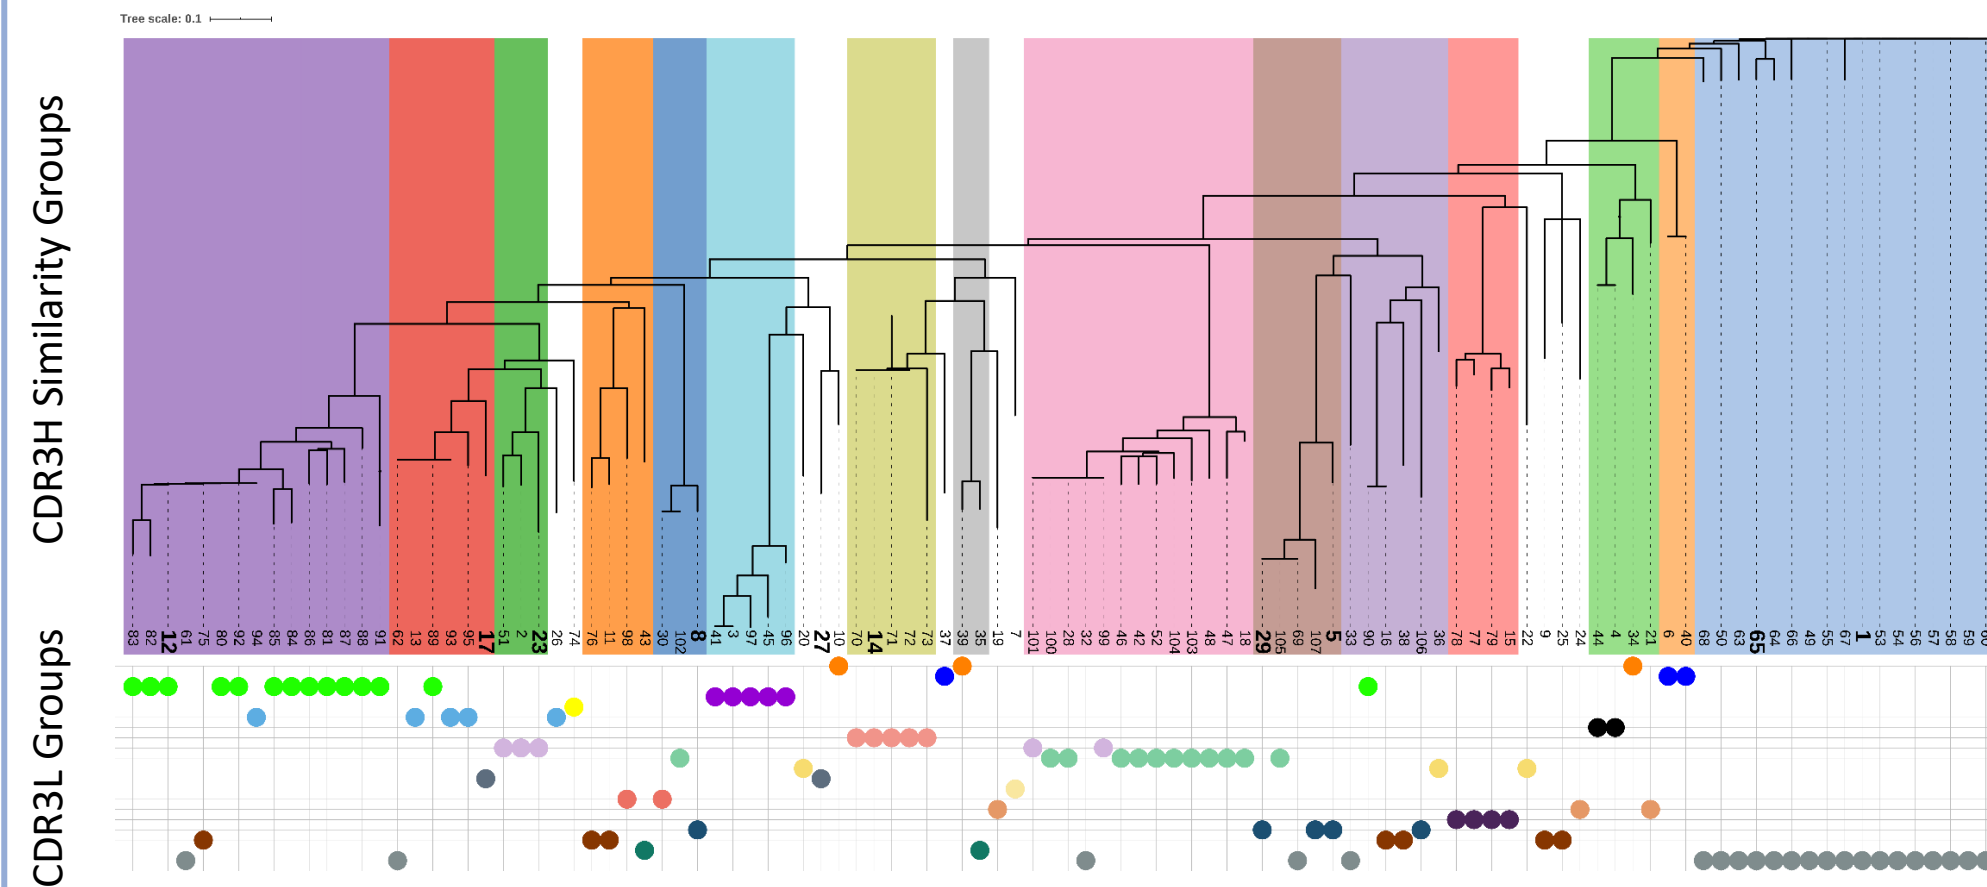 Tree scale: 0.1
CDR3H Similarity Groups
83 82 12 61 75 80 92 94 85 84 86 81 87 88 91 62 13 89 93 95 17 51 2 23 26 74 76 11 98 43 30 102 8 41 3 97 45 96 20 27 10 70 14 71 72 73 37 39 35 19 7 101 100 28 32 99 46 42 52 104 103 48 47 18 29 105 69 107 5 33 90 16 38 106 36 78 77 79 15 22 9 25 24 44 4 34 21 6 40 68 50 63 65 64 66 49 55 67 1 53 54 56 57 58 59
CDR3L Groups